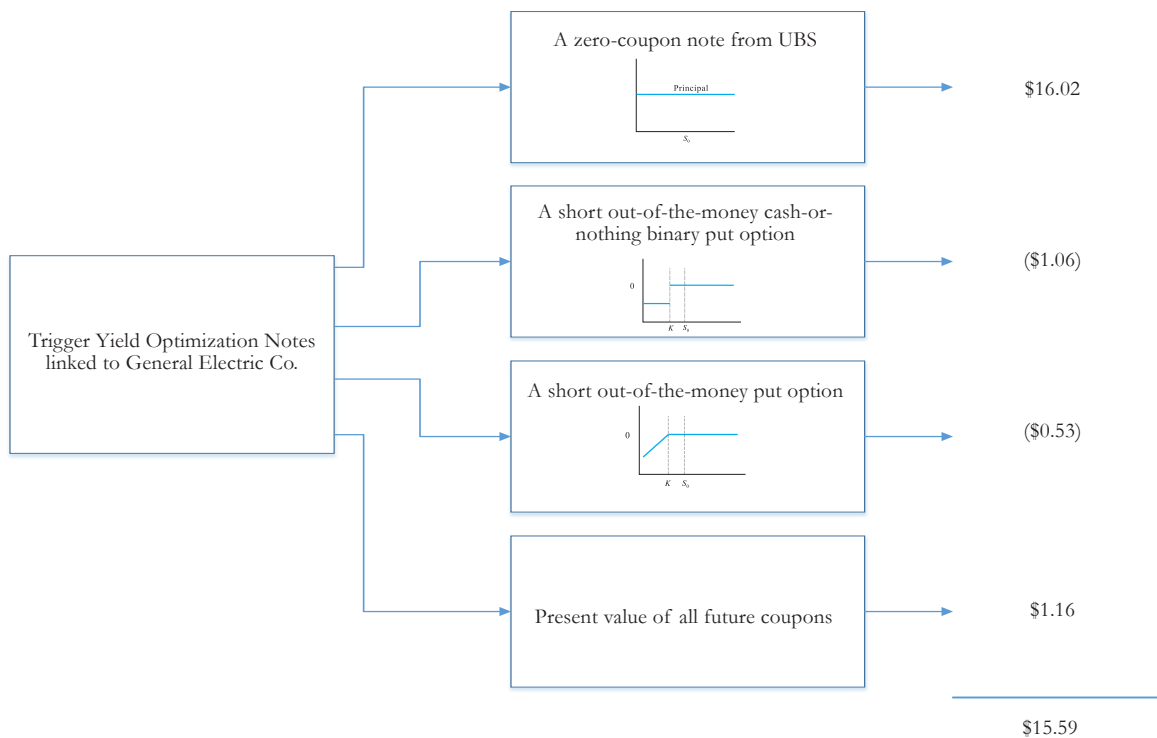 A zero-coupon note from UBS
Principal
S₀
$16.02
A short out-of-the-money cash-or-
nothing binary put option
0
K
S₀
($1.06)
Trigger Yield Optimization Notes
linked to General Electric Co.
A short out-of-the-money put option
0
K
S₀
($0.53)
Present value of all future coupons
$1.16
$15.59